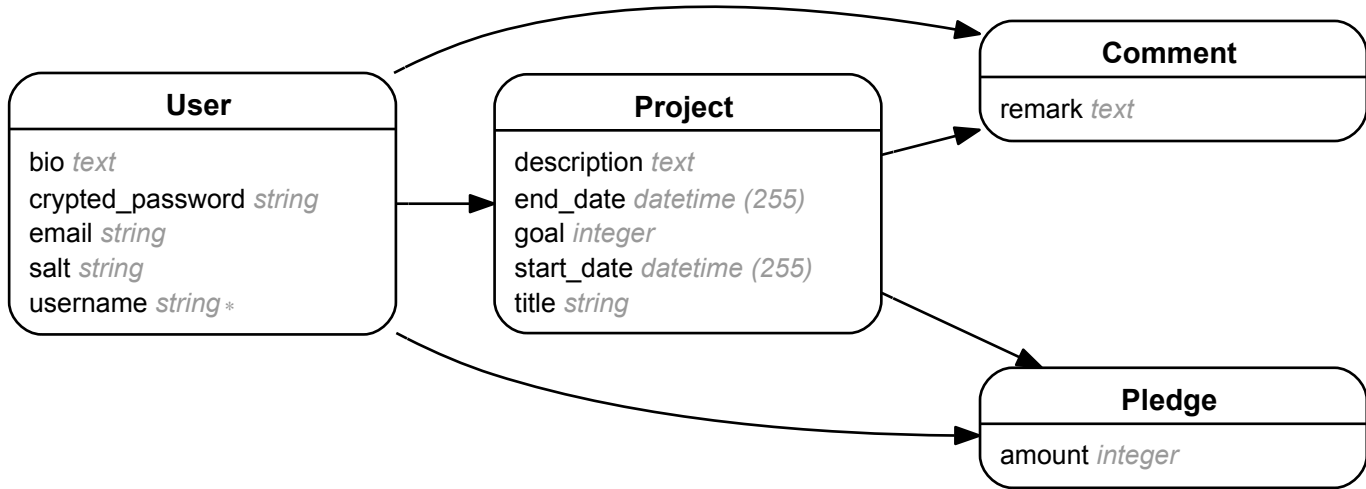 User
bio text
crypted_password string
email string
salt string
username string *
Project
description text
end_date datetime (255)
goal integer
start_date datetime (255)
title string
Comment
remark text
Pledge
amount integer